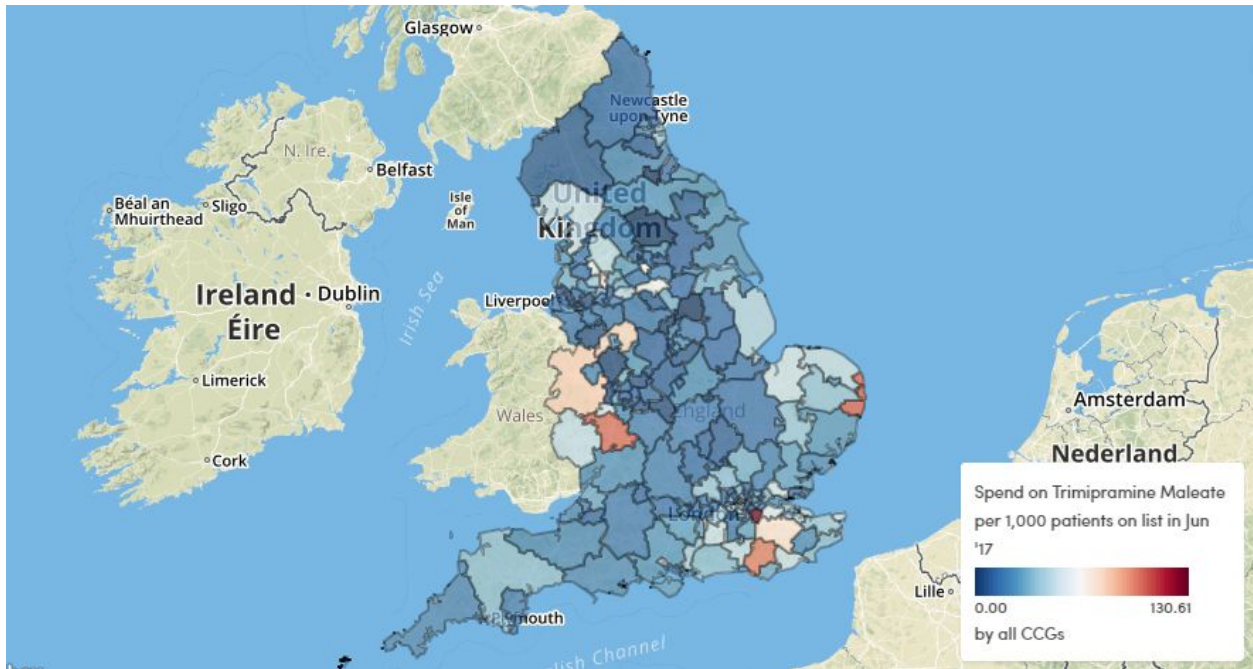 Glasgow
Newcastle
upon Tyne
N. Ire.
Belfast
Béal an
Mhuirthead
Sligo
Isle
of
Man
United
Kingdom
Ireland
Éire
Dublin
Irish Sea
Liverpool
Limerick
Wales
England
Cork
Amsterdam
Nederland
London
Plymouth
Lille
lish Channel
Spend on Trimipramine Maleate
per 1,000 patients on list in Jun
'17
0.00
130.61
by all CCGs